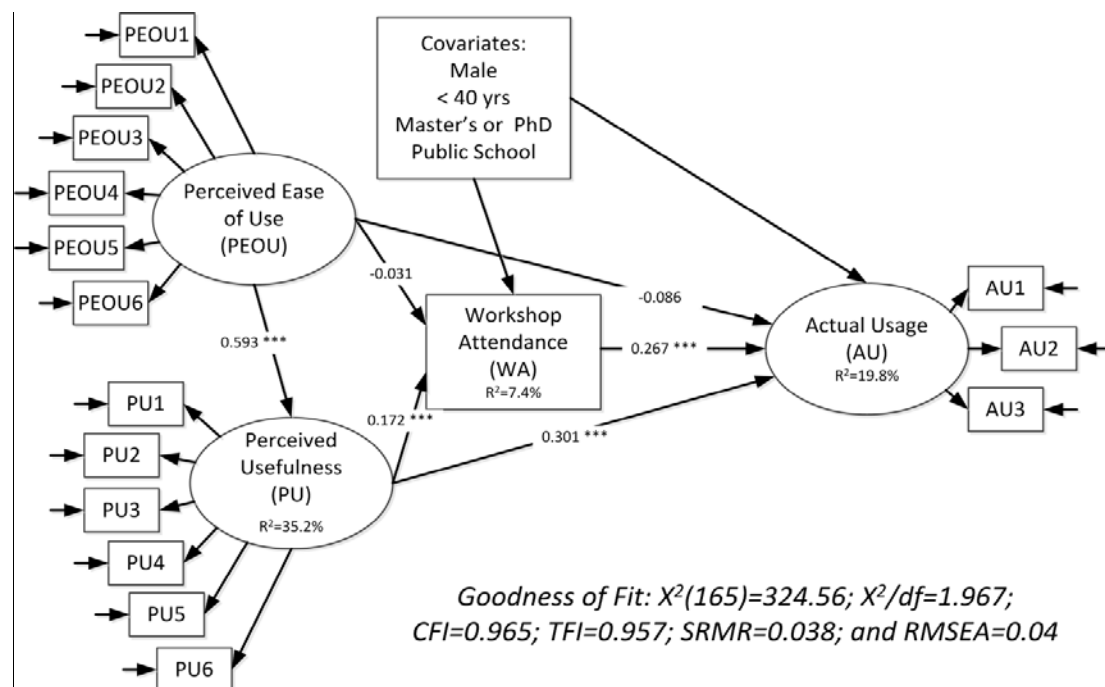 PEOU1
PEOU2
PEOU3
PEOU4
PEOU5
PEOU6
Perceived Ease
of Use
(PEOU)
Covariates:
Male
< 40 yrs
Master's or PhD
Public School
-0.031
-0.086
0.593 ***
Workshop
Attendance
(WA)
R²=7.4%
0.267 ***
Actual Usage
(AU)
R²=19.8%
AU1
AU2
AU3
PU1
PU2
PU3
PU4
PU5
PU6
Perceived
Usefulness
(PU)
R²=35.2%
0.172 ***
0.301 ***
Goodness of Fit: X²(165)=324.56; X²/df=1.967;
CFI=0.965; TFI=0.957; SRMR=0.038; and RMSEA=0.04